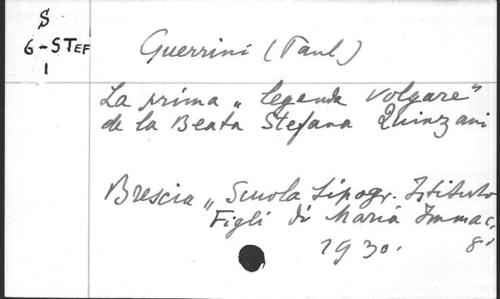 S
6-STEF
1
Guerrini (Paul)
La prima „ legenda volgare"
de la Beata Stefana Quinzani
Brescia „ Scuola tipogr. Istituto
Figli di Maria Immac.
1930. 8°